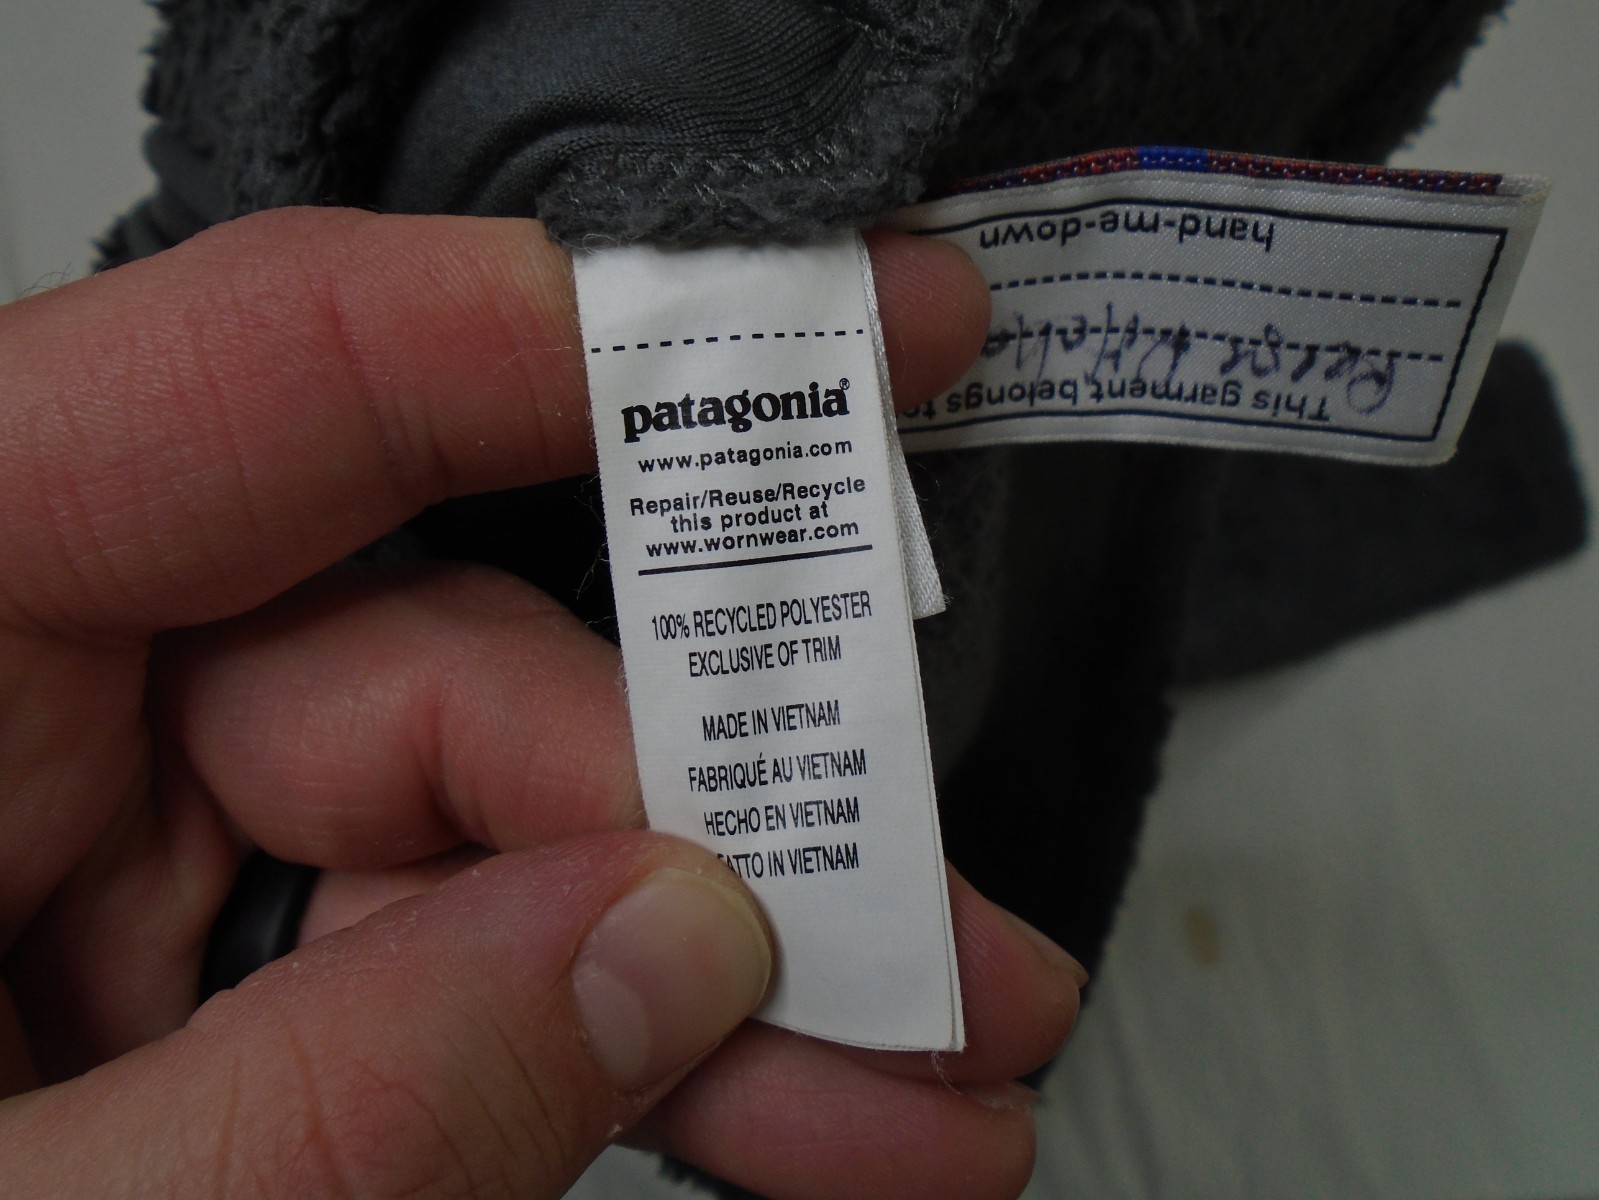 patagonia®
www.patagonia.com
Repair/Reuse/Recycle
this product at
www.wornwear.com
100% RECYCLED POLYESTER
EXCLUSIVE OF TRIM
MADE IN VIETNAM
FABRIQUÉ AU VIETNAM
HECHO EN VIETNAM
FATTO IN VIETNAM
This garment belongs to:
hand-me-down